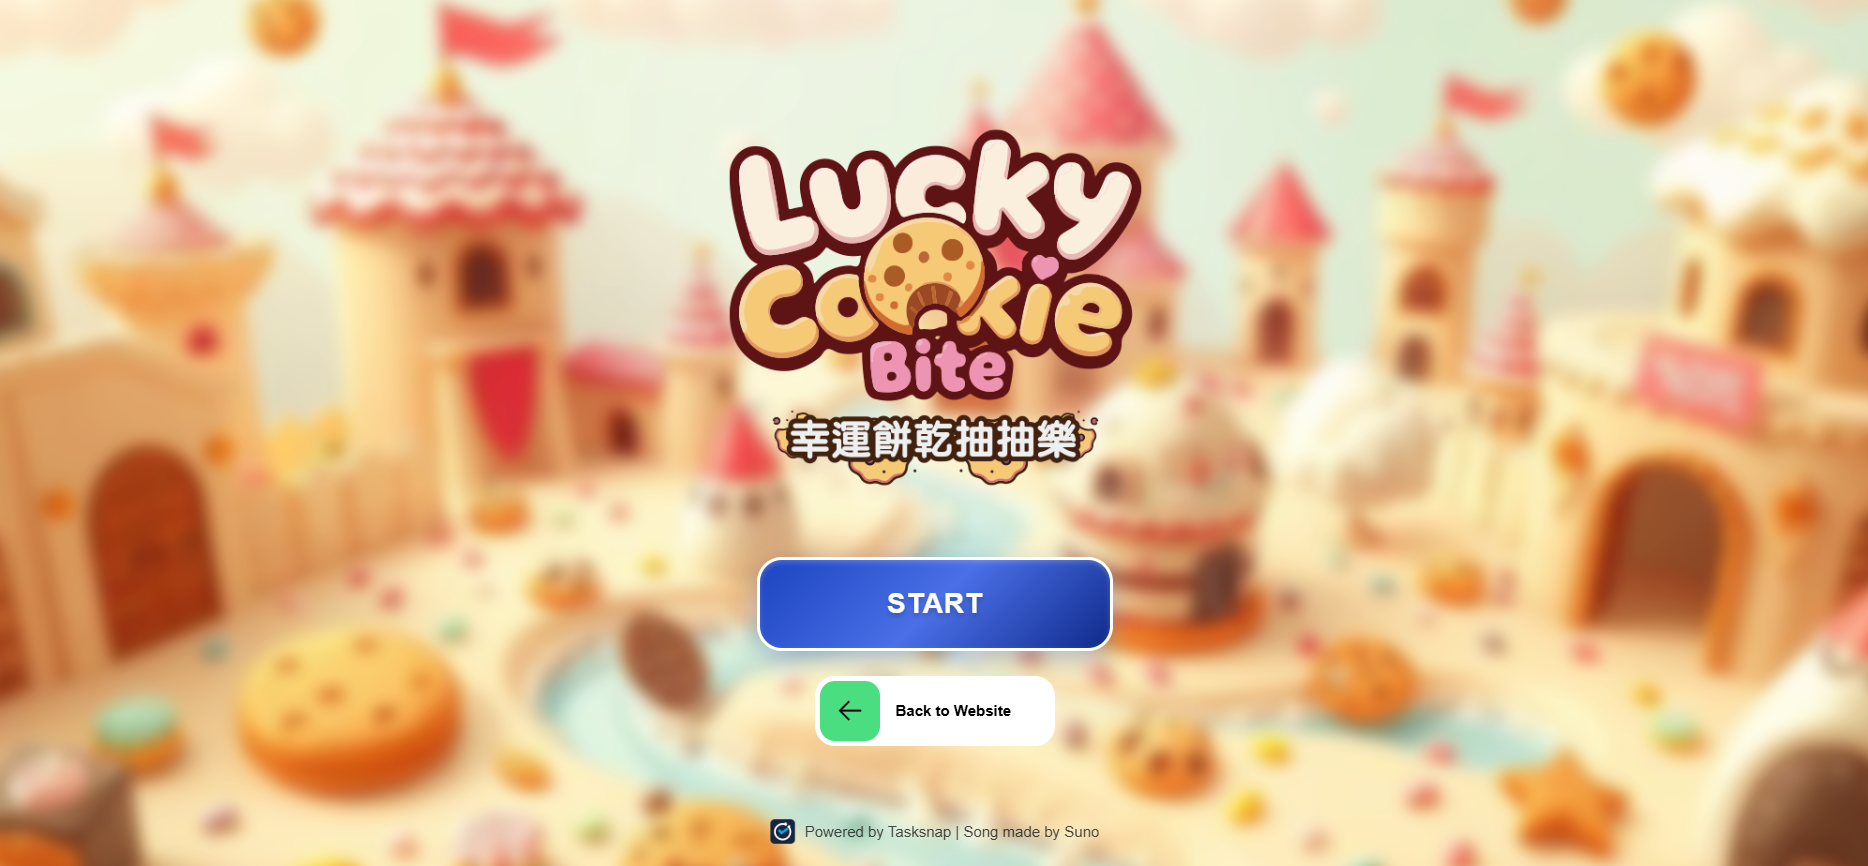 Lucky
Cookie
Bite
幸運餅乾抽抽樂
START
Back to Website
Powered by Tasksnap | Song made by Suno